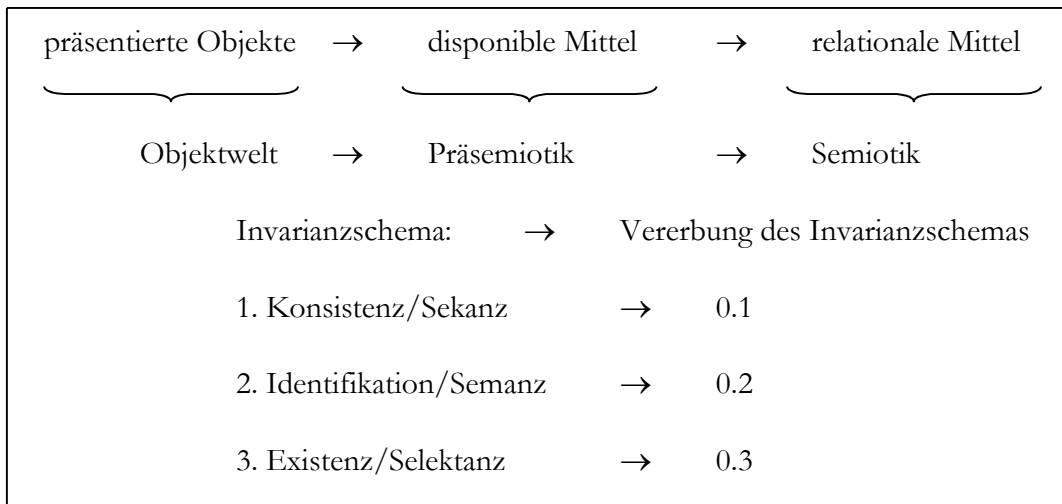 präsentierte Objekte → disponible Mittel → relationale Mittel
Objektwelt → Präsemiotik → Semiotik
Invarianzschema: → Vererbung des Invarianzschemas
1. Konsistenz/Sekanz → 0.1
2. Identifikation/Semanz → 0.2
3. Existenz/Selektanz → 0.3